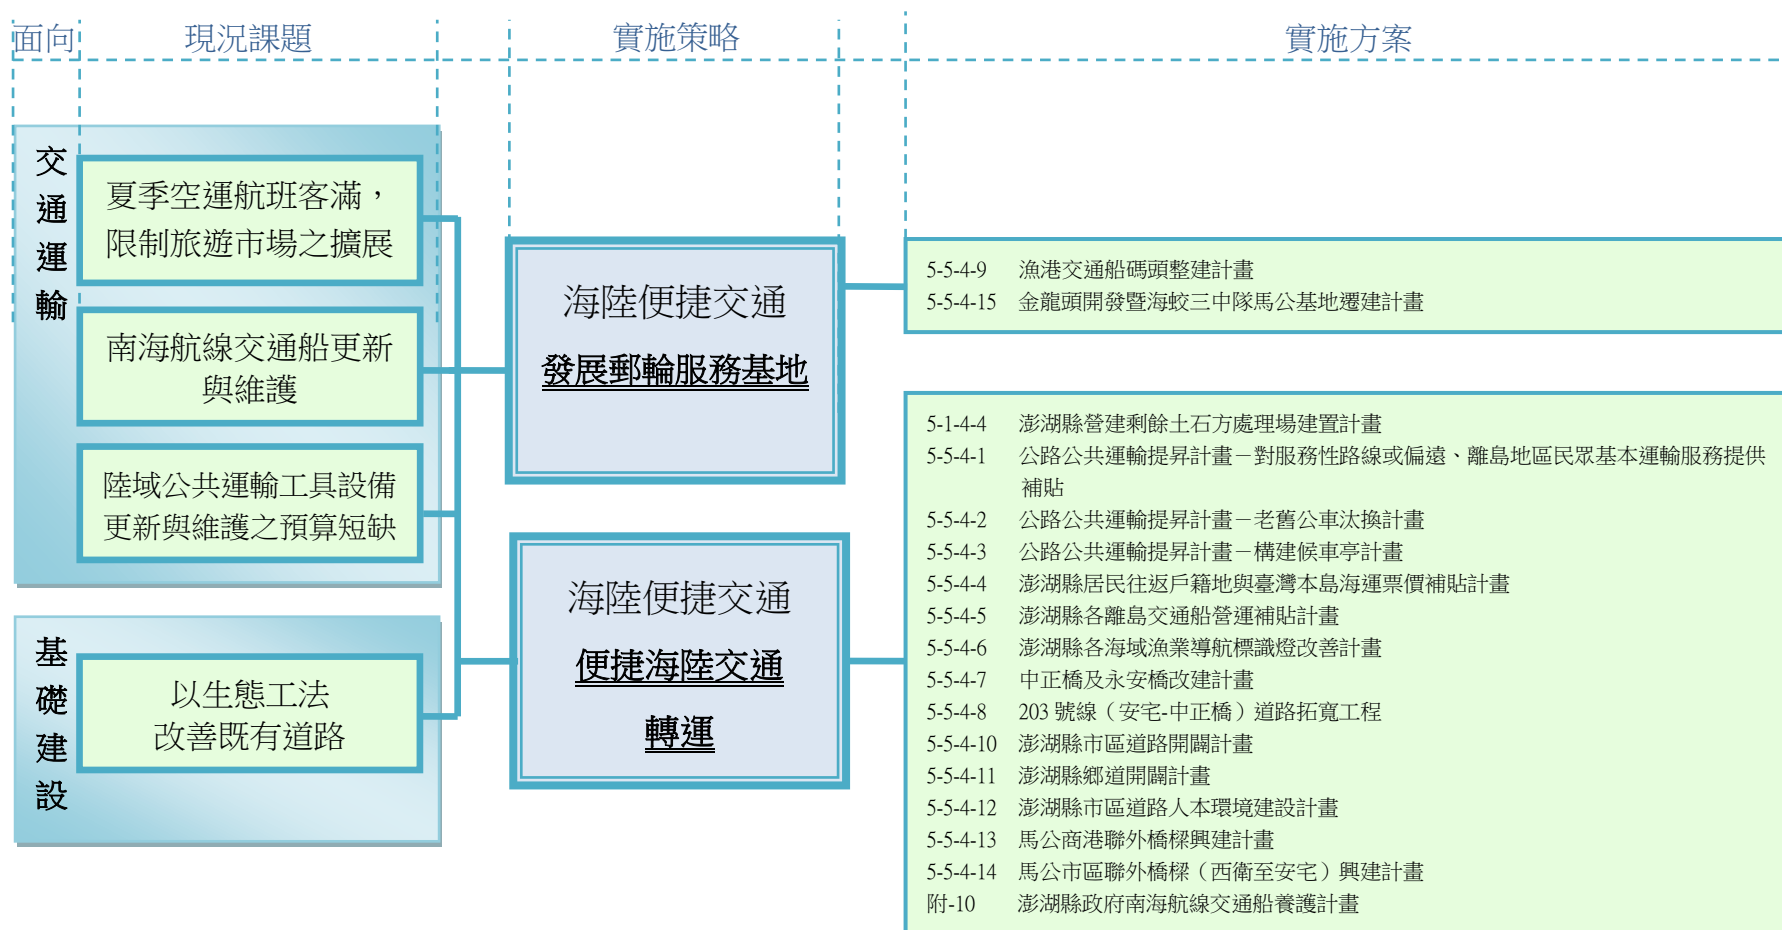 面向
現況課題
實施策略
實施方案
交通運輸
夏季空運航班客滿，
限制旅遊市場之擴展
南海航線交通船更新
與維護
陸域公共運輸工具設備
更新與維護之預算短缺
基礎建設
以生態工法
改善既有道路
海陸便捷交通
發展郵輪服務基地
海陸便捷交通
便捷海陸交通
轉運
5-5-4-9 漁港交通船碼頭整建計畫
5-5-4-15 金龍頭開發暨海蛟三中隊馬公基地遷建計畫
5-1-4-4 澎湖縣營建剩餘土石方處理場建置計畫
5-5-4-1 公路公共運輸提昇計畫－對服務性路線或偏遠、離島地區民眾基本運輸服務提供
補貼
5-5-4-2 公路公共運輸提昇計畫－老舊公車汰換計畫
5-5-4-3 公路公共運輸提昇計畫－構建候車亭計畫
5-5-4-4 澎湖縣居民往返戶籍地與臺灣本島海運票價補貼計畫
5-5-4-5 澎湖縣各離島交通船營運補貼計畫
5-5-4-6 澎湖縣各海域漁業導航標識燈改善計畫
5-5-4-7 中正橋及永安橋改建計畫
5-5-4-8 203 號線（安宅-中正橋）道路拓寬工程
5-5-4-10 澎湖縣市區道路開闢計畫
5-5-4-11 澎湖縣鄉道開闢計畫
5-5-4-12 澎湖縣市區道路人本環境建設計畫
5-5-4-13 馬公商港聯外橋樑興建計畫
5-5-4-14 馬公市區聯外橋樑（西衛至安宅）興建計畫
附-10 澎湖縣政府南海航線交通船養護計畫